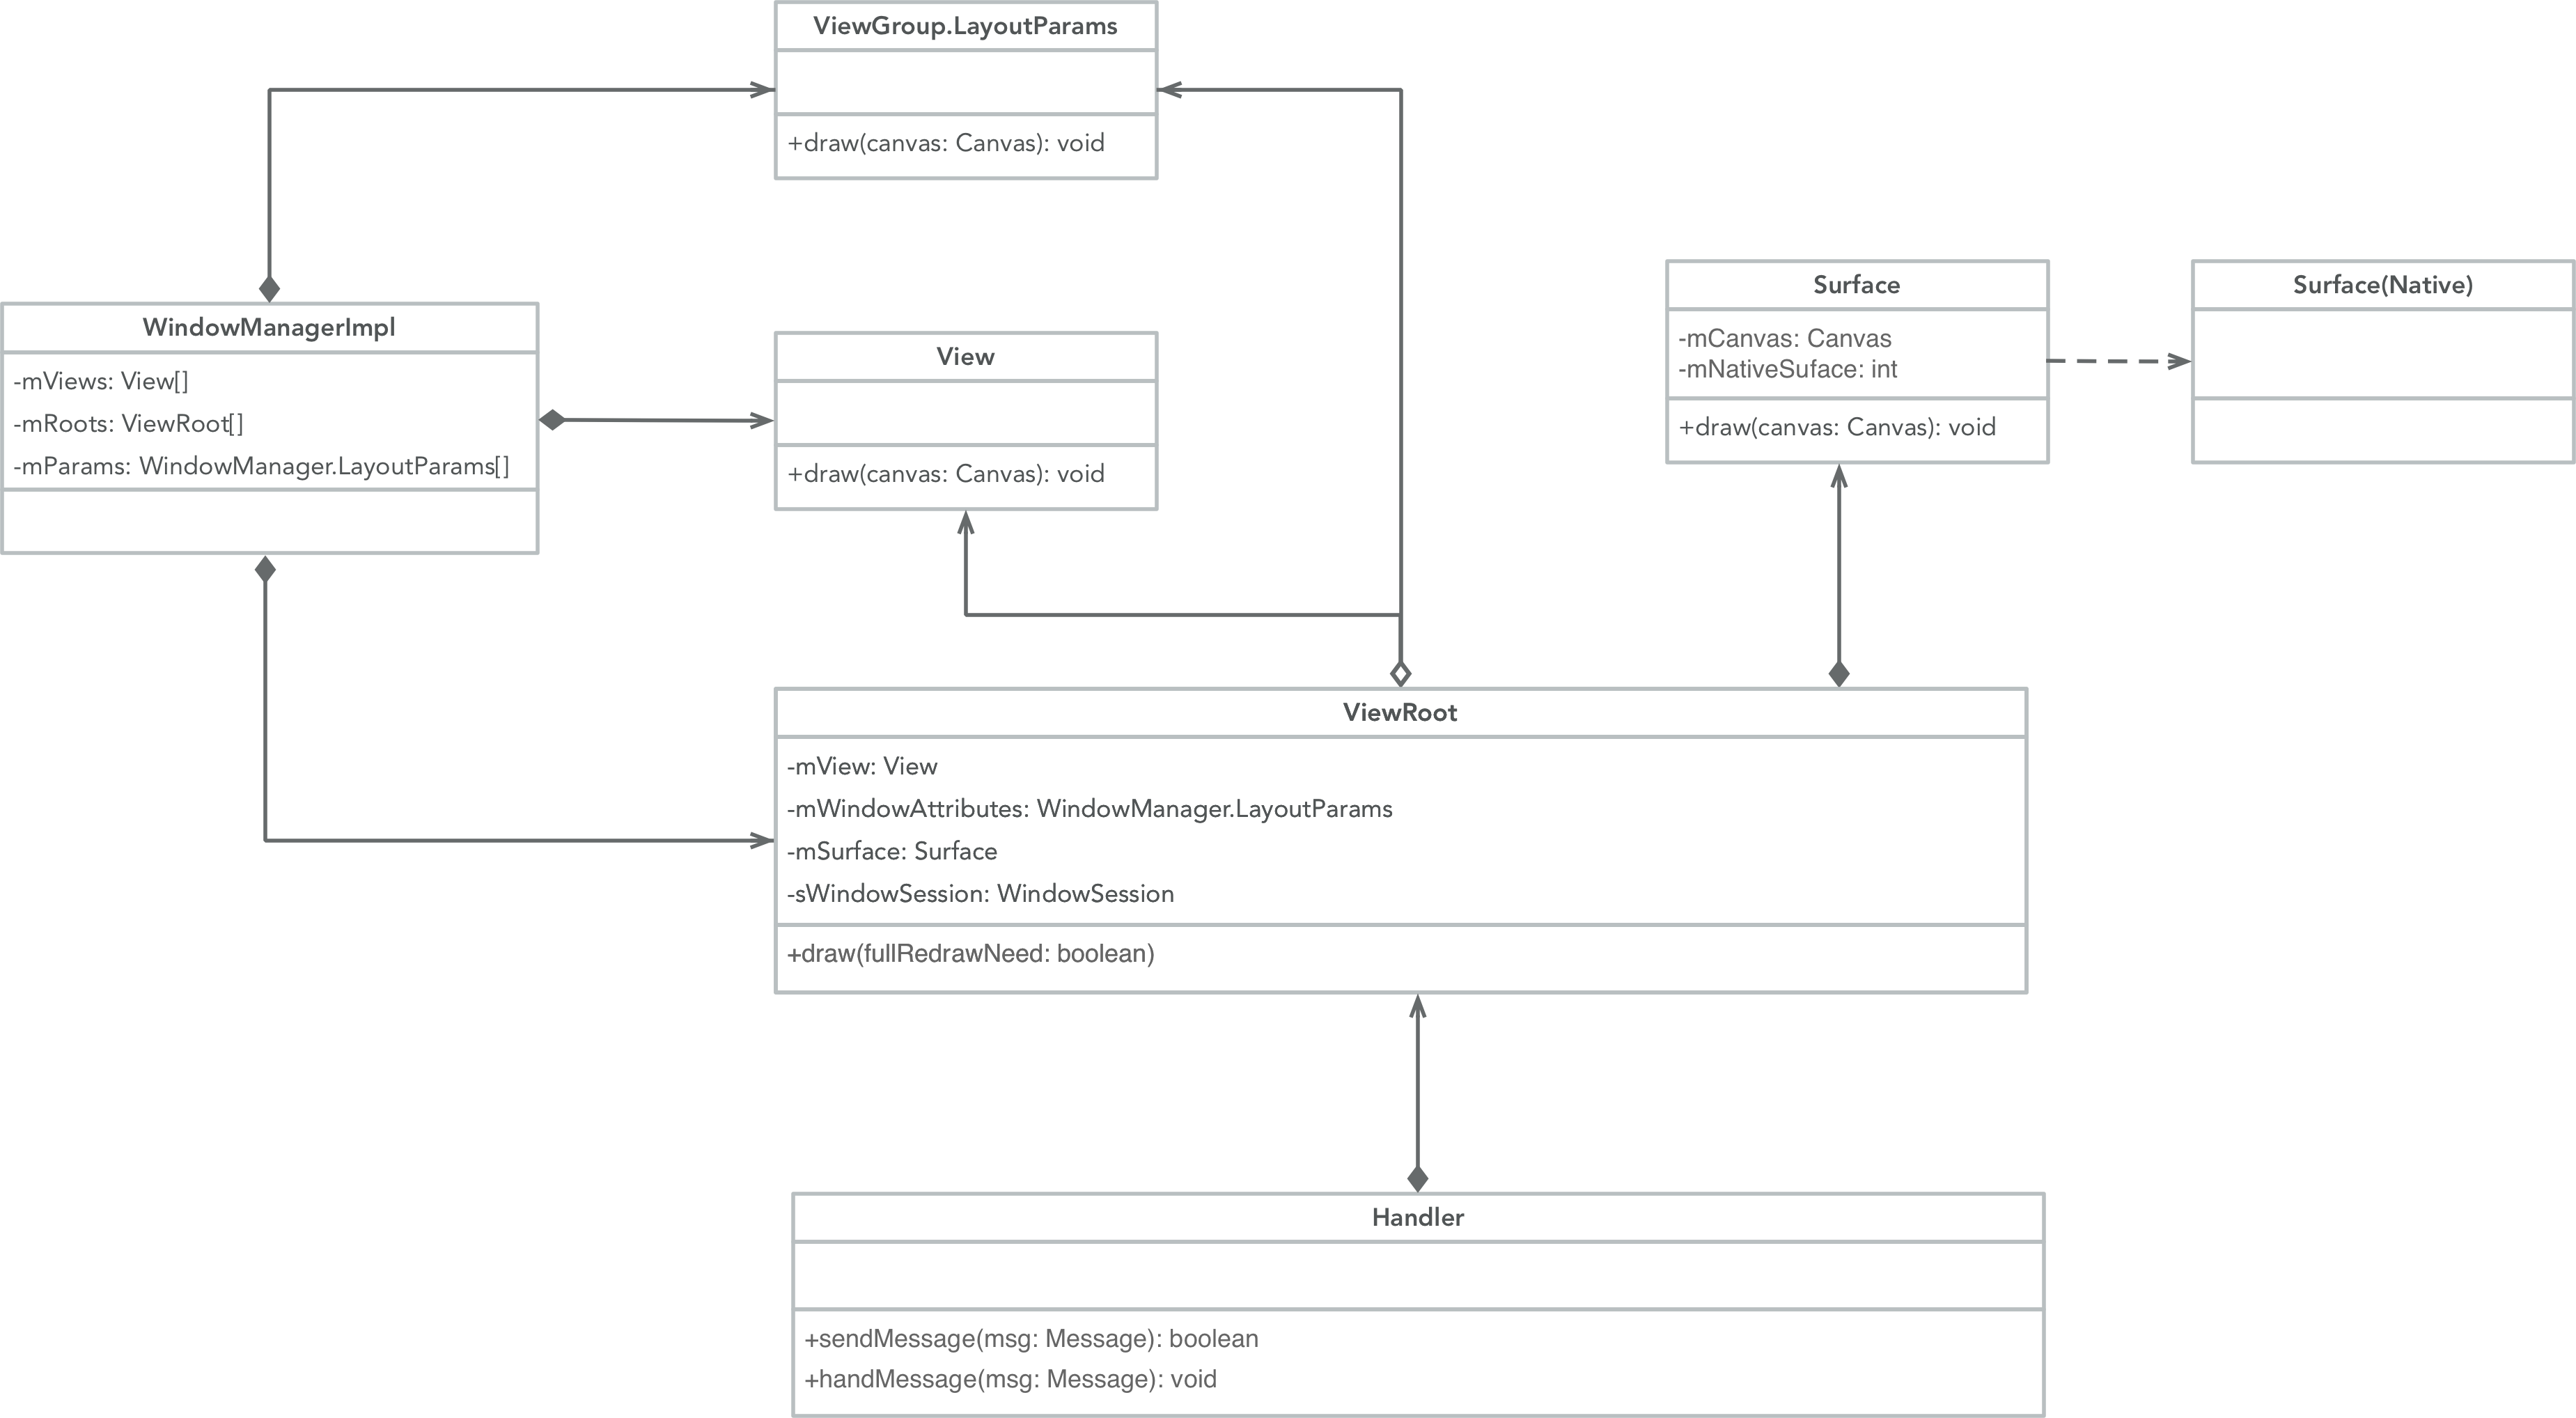 ViewGroup.LayoutParams
+draw(canvas: Canvas): void
WindowManagerImpl
-mViews: View[]
-mRoots: ViewRoot[]
-mParams: WindowManager.LayoutParams[]
View
+draw(canvas: Canvas): void
Surface
-mCanvas: Canvas
-mNativeSuface: int
+draw(canvas: Canvas): void
Surface(Native)
ViewRoot
-mView: View
-mWindowAttributes: WindowManager.LayoutParams
-mSurface: Surface
-sWindowSession: WindowSession
+draw(fullRedrawNeed: boolean)
Handler
+sendMessage(msg: Message): boolean
+handMessage(msg: Message): void